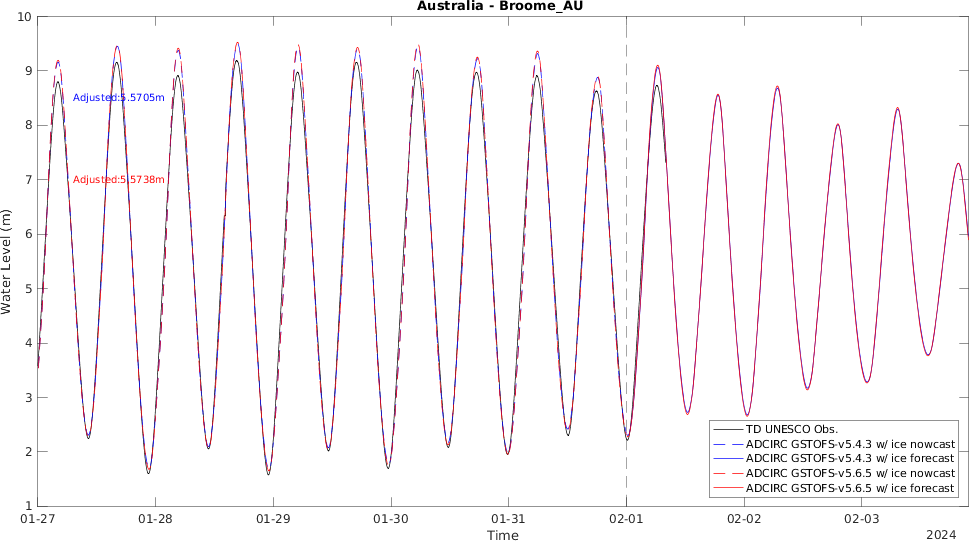 Australia - Broome_AU
10
9
8
7
6
5
4
3
2
1
Water Level (m)
Adjusted:5.5705m
Adjusted:5.5738m
TD UNESCO Obs.
ADCIRC GSTOFS-v5.4.3 w/ ice nowcast
ADCIRC GSTOFS-v5.4.3 w/ ice forecast
ADCIRC GSTOFS-v5.6.5 w/ ice nowcast
ADCIRC GSTOFS-v5.6.5 w/ ice forecast
01-27 01-28 01-29 01-30 01-31 02-01 02-02 02-03
Time
2024